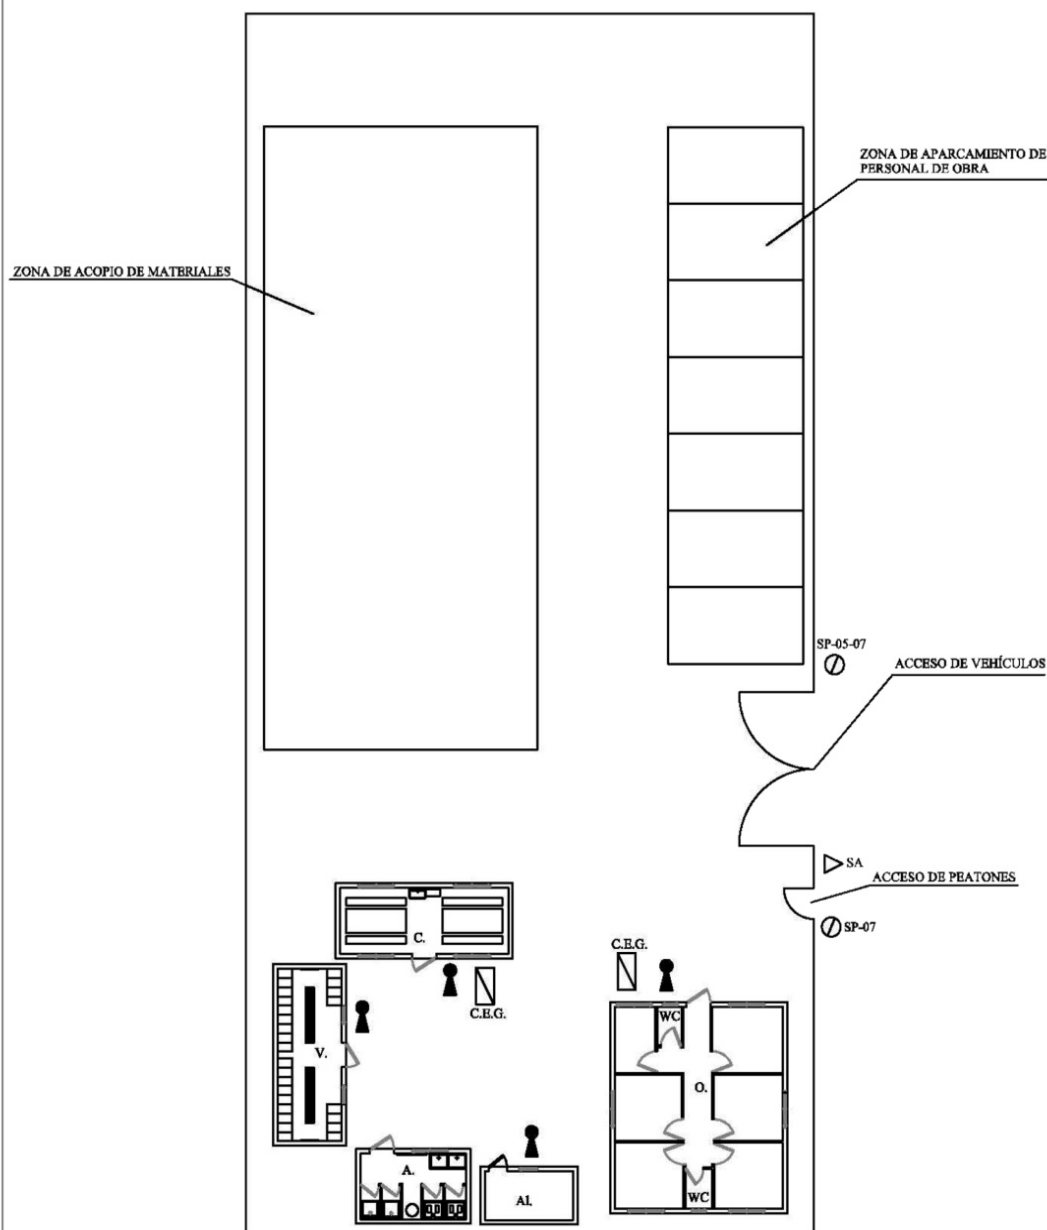 ZONA DE APARCAMIENTO DE
PERSONAL DE OBRA
ZONA DE ACOPIO DE MATERIALES
SP-05-07
ACCESO DE VEHÍCULOS
SA
ACCESO DE PEATONES
SP-07
C.
C.E.G.
C.E.G.
WC
V.
O.
A.
Al.
WC